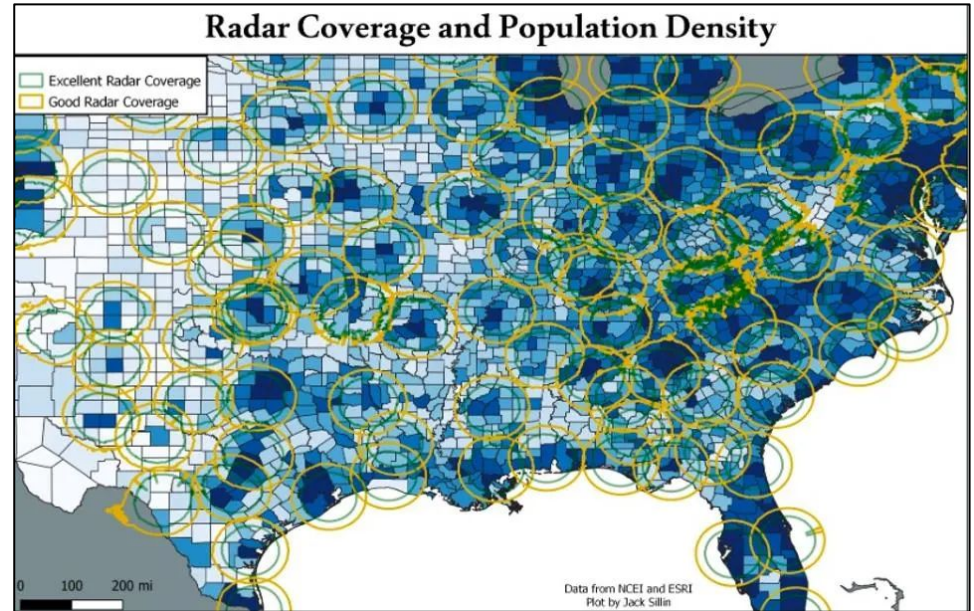 Radar Coverage and Population Density
Excellent Radar Coverage
Good Radar Coverage
0 100 200 mi
Data from NCEI and ESRI
Plot by Jack Sillin